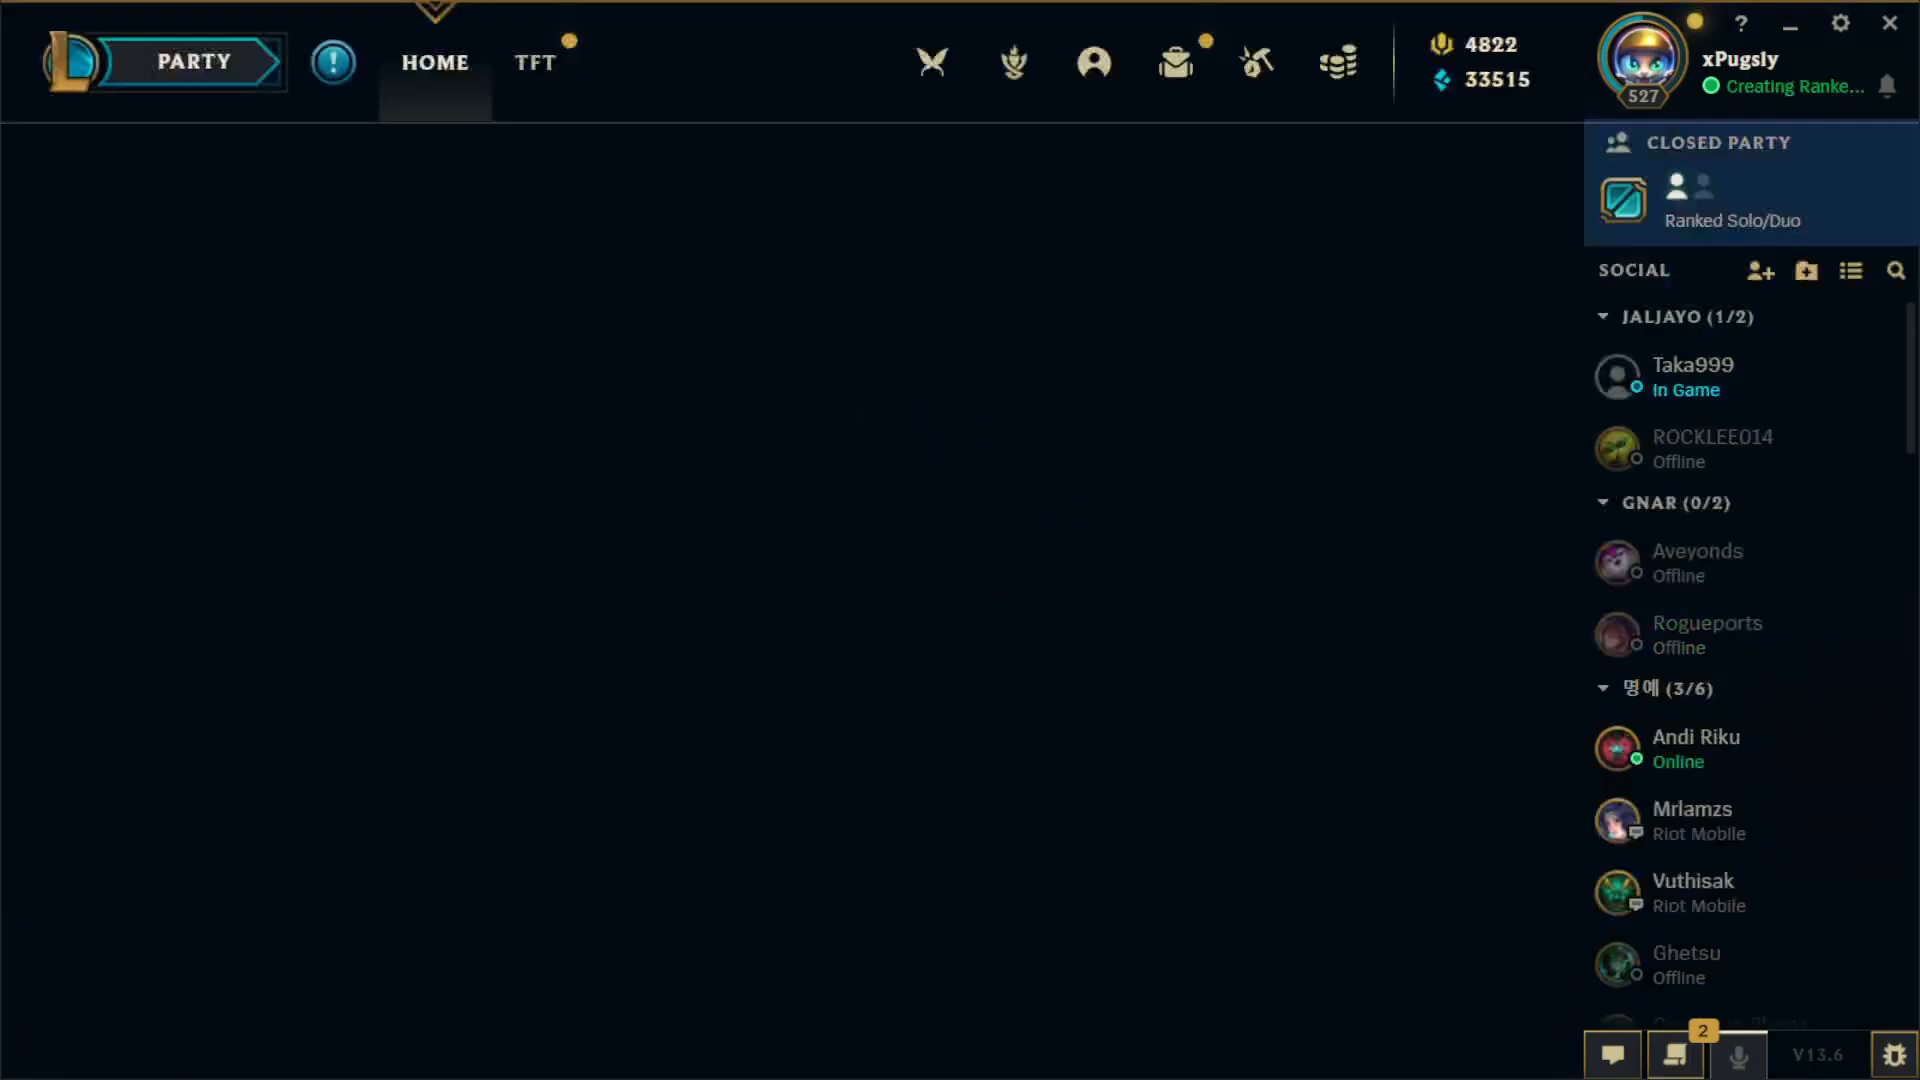 PARTY
HOME
TFT
4822
33515
527
xPugsly
Creating Ranke...
CLOSED PARTY
Ranked Solo/Duo
SOCIAL
JALJAYO (1/2)
Taka999
In Game
ROCKLEE014
Offline
GNAR (0/2)
Aveyonds
Offline
Rogueports
Offline
명예 (3/6)
Andi Riku
Online
Mrlamzs
Riot Mobile
Vuthisak
Riot Mobile
Ghetsu
Offline
2
V13.6